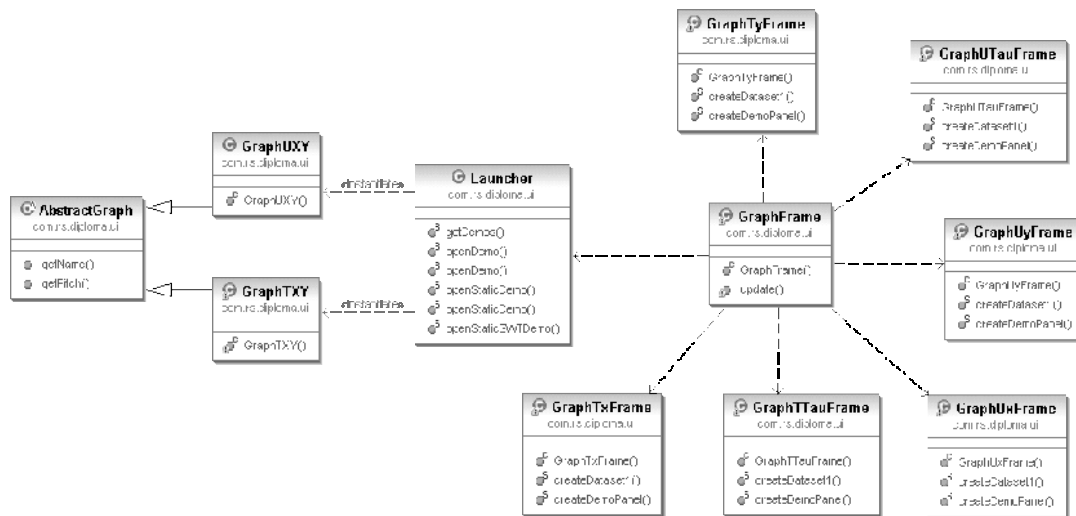 GraphTyFrame
com.rs.diploma.ui
GraphTyFrame()
createDataset1()
createDemoPanel()
GraphUTauFrame
com.rs.diploma.ui
GraphUTauFrame()
createDataset1()
createDemoPanel()
GraphUXY
com.rs.diploma.ui
GraphUXY()
«instantiate»
Launcher
com.rs.diploma.ui
getDemos()
openDemo()
openDemo()
openStaticDemo()
openStaticDemo()
openStaticSWTDemo()
AbstractGraph
com.rs.diploma.ui
getName()
getPitch()
GraphFrame
com.rs.diploma.ui
GraphFrame()
update()
GraphUyFrame
com.rs.diploma.ui
GraphUyFrame()
createDataset1()
createDemoPanel()
GraphTXY
com.rs.diploma.ui
GraphTXY()
«instantiate»
GraphTxFrame
com.rs.diploma.ui
GraphTxFrame()
createDataset1()
createDemoPanel()
GraphTTauFrame
com.rs.diploma.ui
GraphTTauFrame()
createDataset1()
createDemoPanel()
GraphUxFrame
com.rs.diploma.ui
GraphUxFrame()
createDataset1()
createDemoPanel()